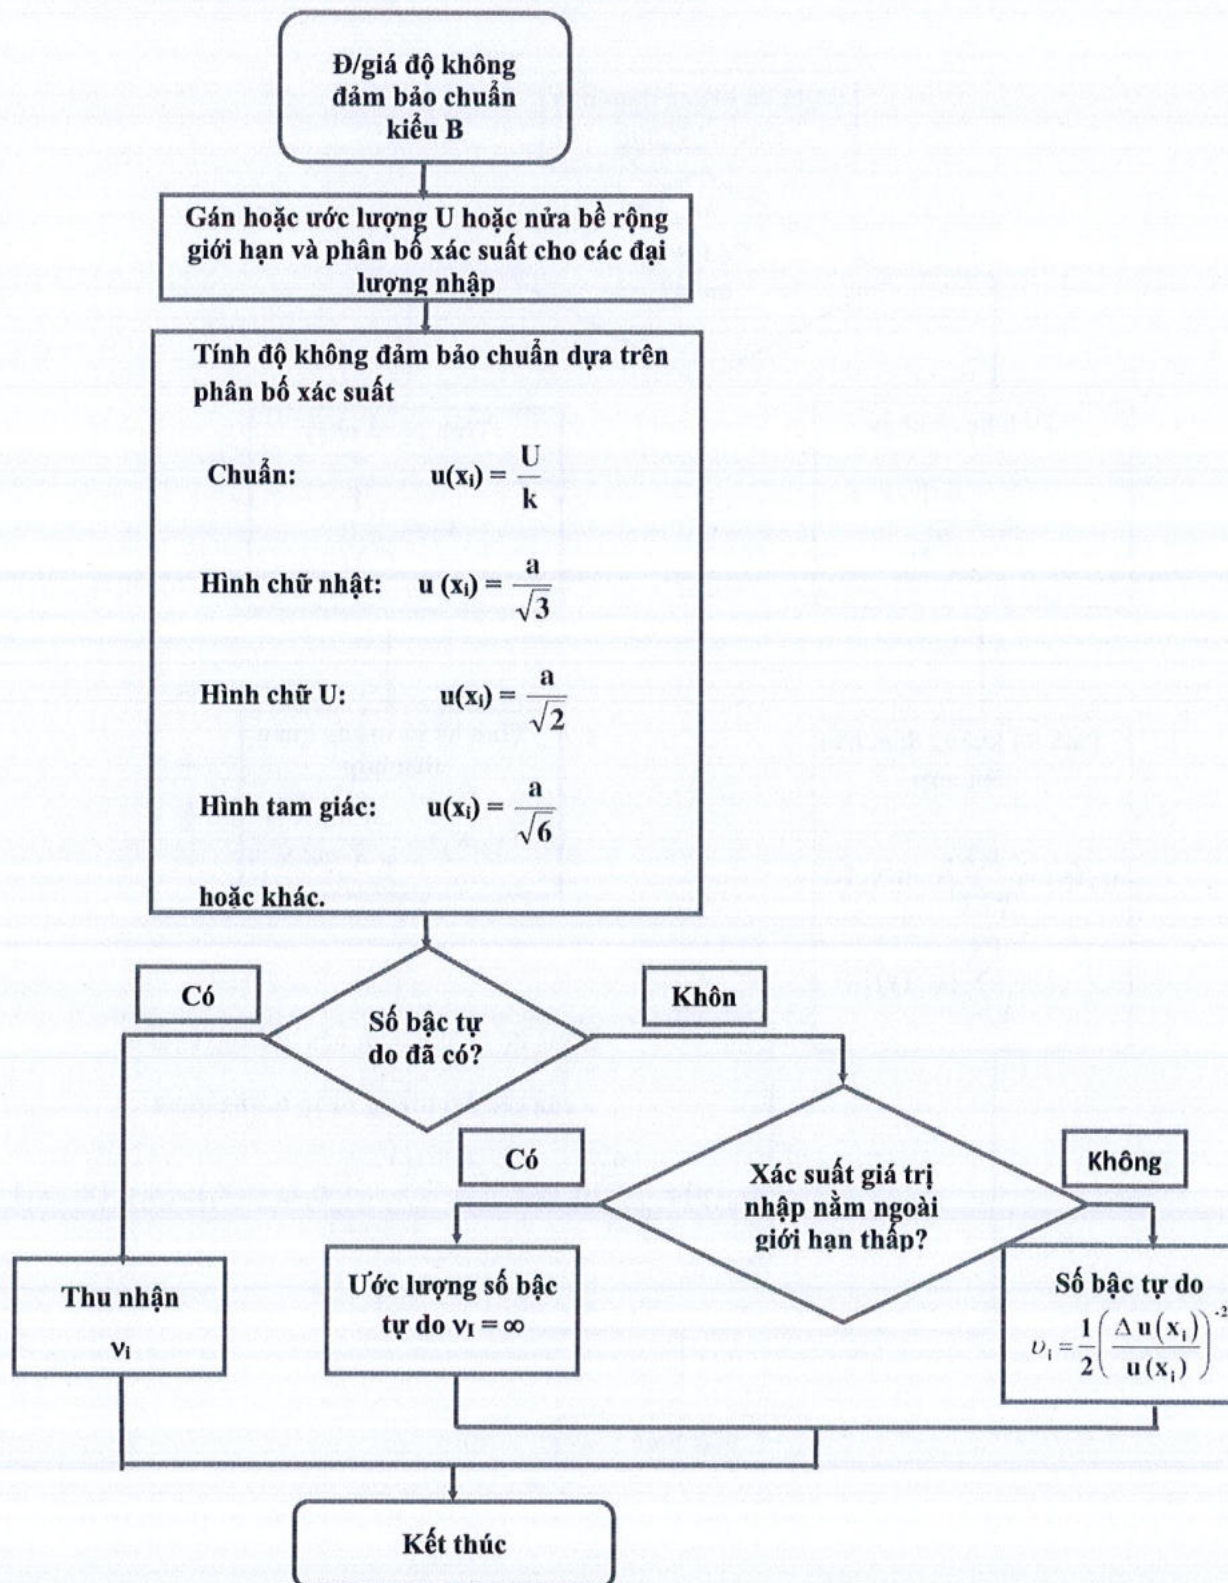 Đ/giá độ không
đảm bảo chuẩn
kiểu B
Gán hoặc ước lượng U hoặc nửa bề rộng
giới hạn và phân bố xác suất cho các đại
lượng nhập
Tính độ không đảm bảo chuẩn dựa trên
phân bố xác suất
Chuẩn: u(xᵢ) = U/k
Hình chữ nhật: u (xᵢ) = a/√3
Hình chữ U: u(xᵢ) = a/√2
Hình tam giác: u(xᵢ) = a/√6
hoặc khác.
Có
Khôn
Số bậc tự
do đã có?
Có
Không
Xác suất giá trị
nhập nằm ngoài
giới hạn thấp?
Thu nhận
νᵢ
Ước lượng số bậc
tự do νI = ∞
Số bậc tự do
υᵢ = 1/2 (Δ u(xᵢ) / u(xᵢ))⁻²
Kết thúc